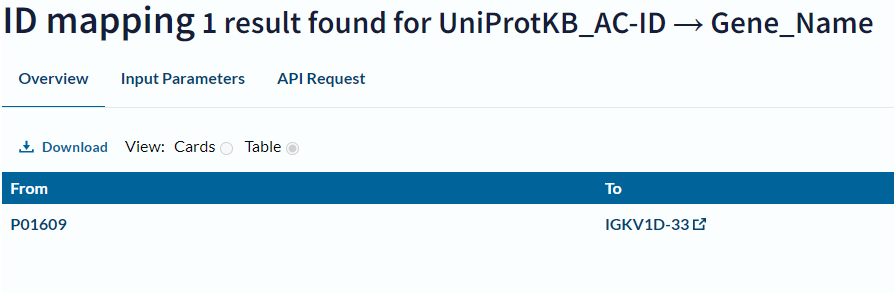 ID mapping 1 result found for UniProtKB_AC-ID → Gene_Name
Overview Input Parameters API Request
Download View: Cards Table
From To
P01609 IGKV1D-33